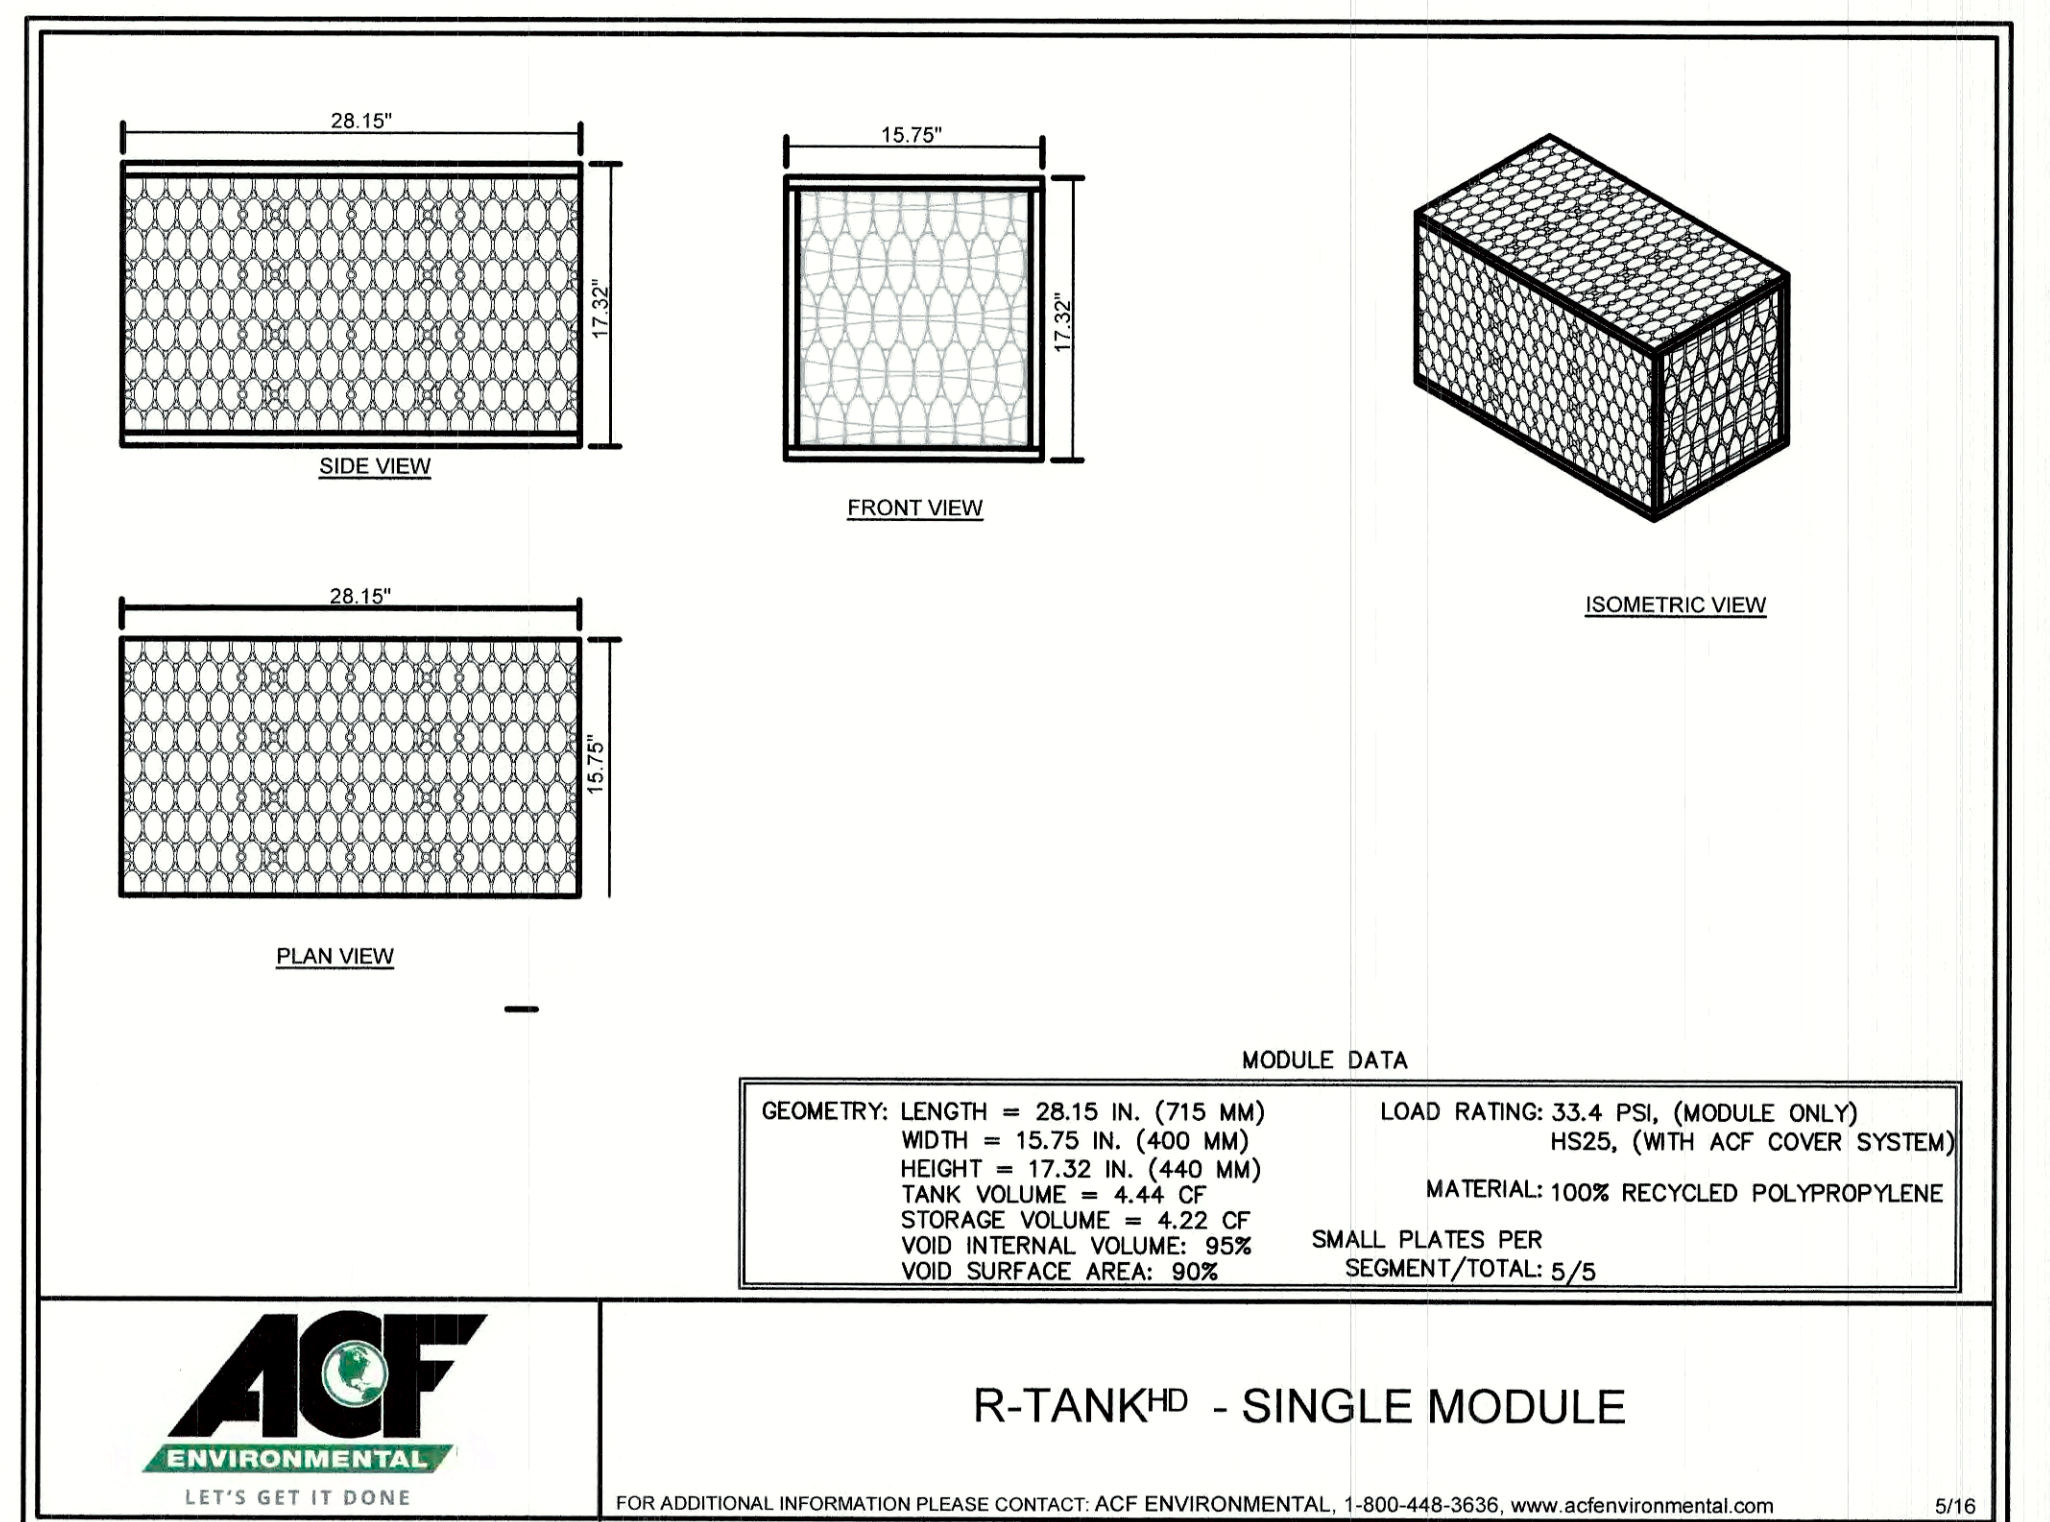 28.15"
17.32"
SIDE VIEW
15.75"
17.32"
FRONT VIEW
ISOMETRIC VIEW
28.15"
15.75"
PLAN VIEW
MODULE DATA
GEOMETRY: LENGTH = 28.15 IN. (715 MM)
WIDTH = 15.75 IN. (400 MM)
HEIGHT = 17.32 IN. (440 MM)
TANK VOLUME = 4.44 CF
STORAGE VOLUME = 4.22 CF
VOID INTERNAL VOLUME: 95%
VOID SURFACE AREA: 90%
LOAD RATING: 33.4 PSI, (MODULE ONLY)
HS25, (WITH ACF COVER SYSTEM)
MATERIAL: 100% RECYCLED POLYPROPYLENE
SMALL PLATES PER
SEGMENT/TOTAL: 5/5
ACF
ENVIRONMENTAL
LET'S GET IT DONE
R-TANKHD - SINGLE MODULE
FOR ADDITIONAL INFORMATION PLEASE CONTACT: ACF ENVIRONMENTAL, 1-800-448-3636, www.acfenvironmental.com
5/16